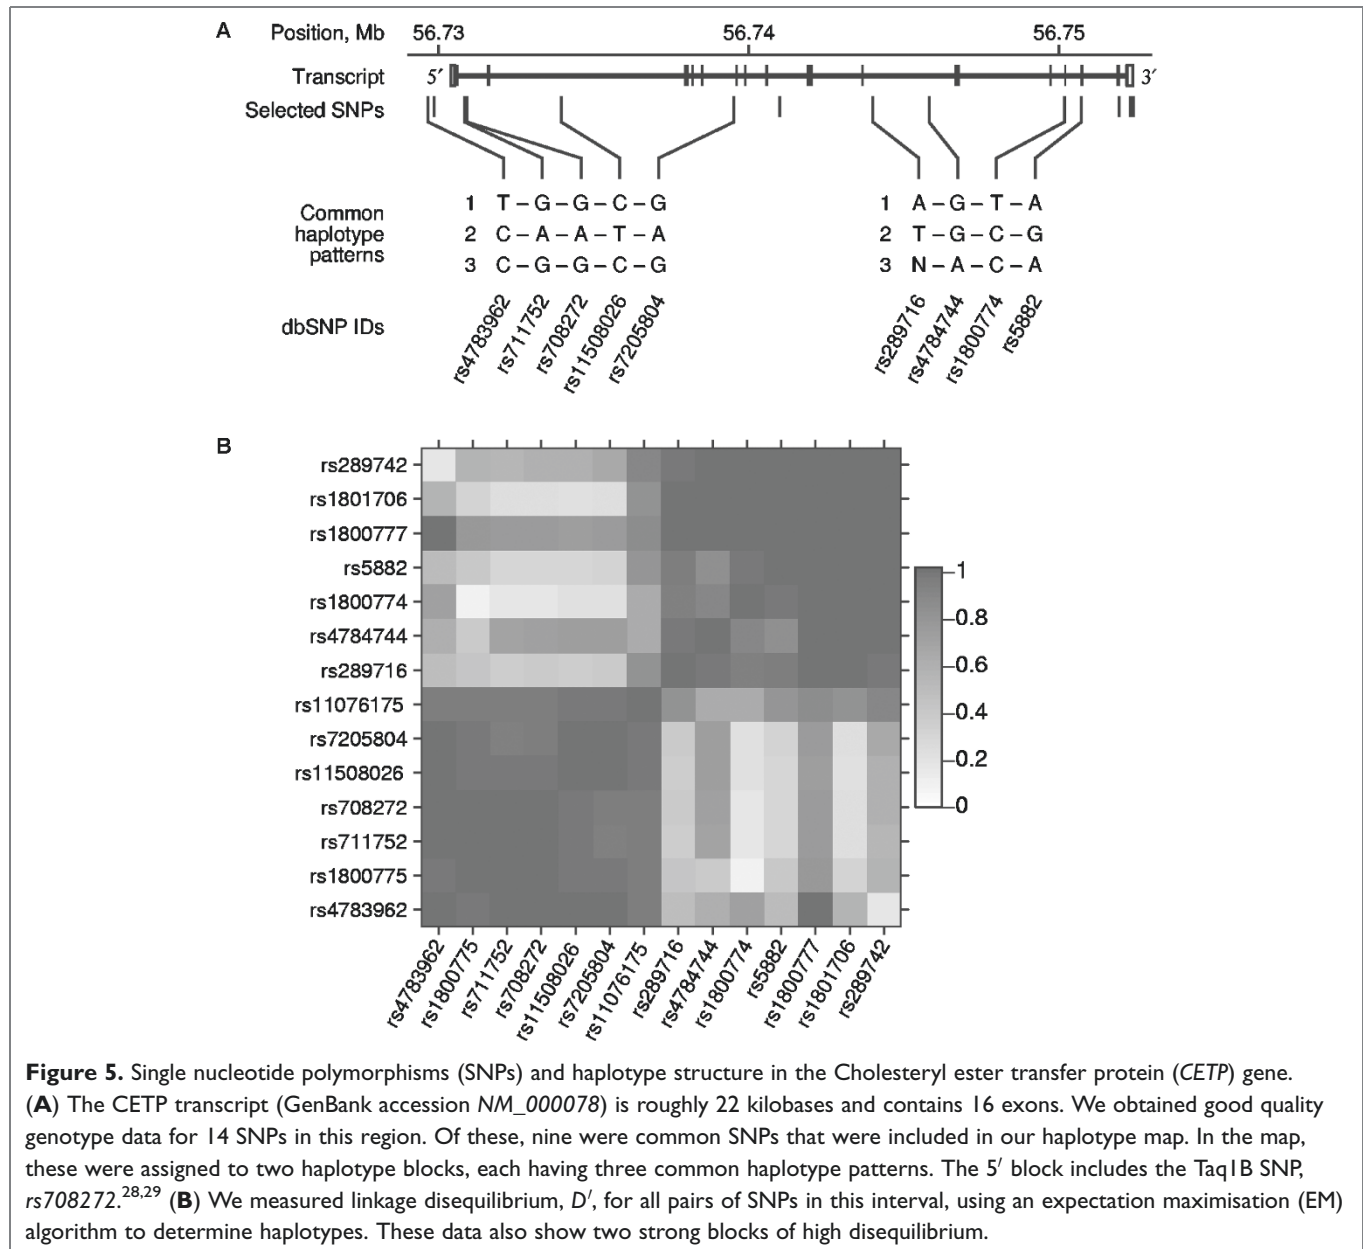 A Position, Mb 56.73 56.74 56.75
Transcript 5′ 3′
Selected SNPs
Common haplotype patterns
1 T – G – G – C – G 1 A – G – T – A
2 C – A – A – T – A 2 T – G – C – G
3 C – G – G – C – G 3 N – A – C – A
dbSNP IDs rs4783962 rs711752 rs708272 rs11508026 rs7205804 rs289716 rs4784744 rs1800774 rs5882
B
rs289742
rs1801706
rs1800777
rs5882
rs1800774
rs4784744
rs289716
rs11076175
rs7205804
rs11508026
rs708272
rs711752
rs1800775
rs4783962
1
0.8
0.6
0.4
0.2
0
rs4783962 rs1800775 rs711752 rs708272 rs11508026 rs7205804 rs11076175 rs289716 rs4784744 rs1800774 rs5882 rs1800777 rs1801706 rs289742
Figure 5. Single nucleotide polymorphisms (SNPs) and haplotype structure in the Cholesteryl ester transfer protein (CETP) gene.
(A) The CETP transcript (GenBank accession NM_000078) is roughly 22 kilobases and contains 16 exons. We obtained good quality
genotype data for 14 SNPs in this region. Of these, nine were common SNPs that were included in our haplotype map. In the map,
these were assigned to two haplotype blocks, each having three common haplotype patterns. The 5′ block includes the Taq1B SNP,
rs708272.28,29 (B) We measured linkage disequilibrium, D′, for all pairs of SNPs in this interval, using an expectation maximisation (EM)
algorithm to determine haplotypes. These data also show two strong blocks of high disequilibrium.